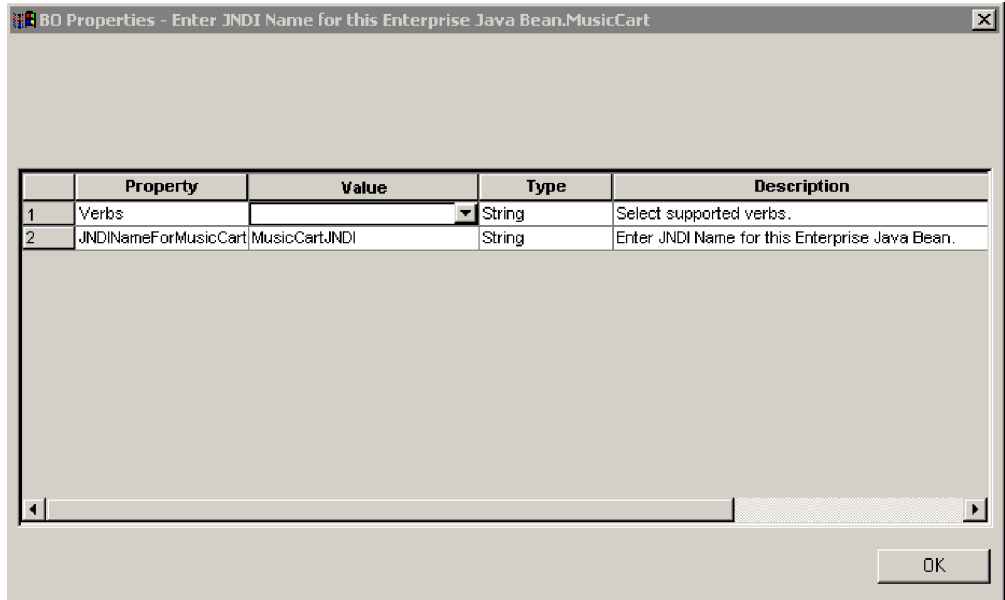 BO Properties - Enter JNDI Name for this Enterprise Java Bean.MusicCart
Property Value Type Description
1 Verbs String Select supported verbs.
2 JNDINameForMusicCart MusicCartJNDI String Enter JNDI Name for this Enterprise Java Bean.
OK